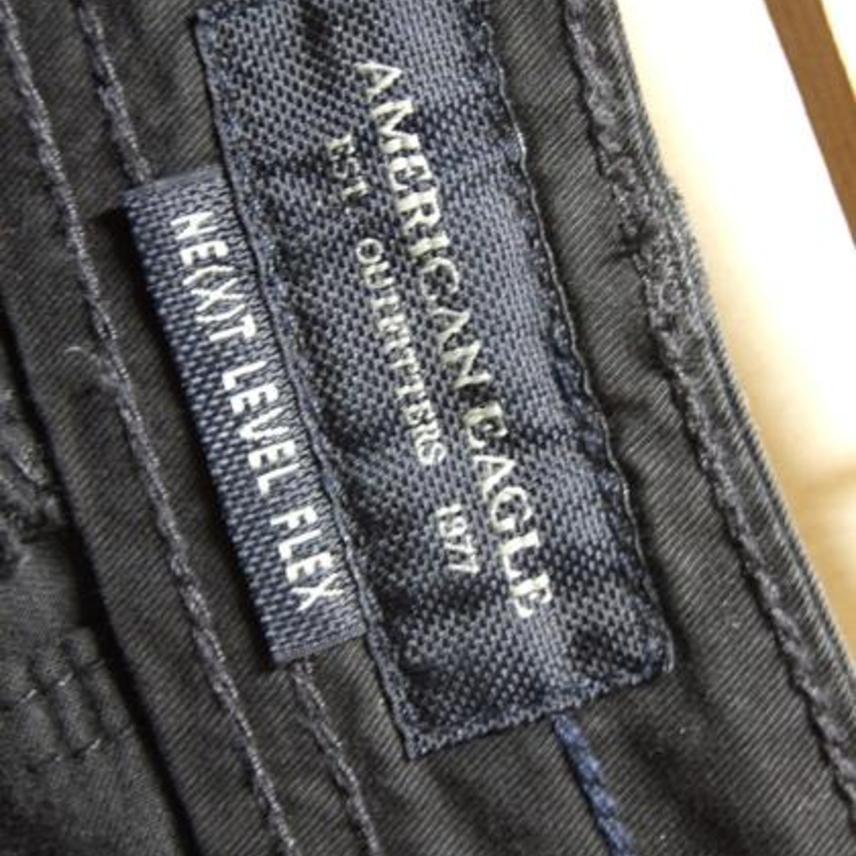 AMERICAN EAGLE
EST. OUTFITTERS 1977
NE(X)T LEVEL FLEX